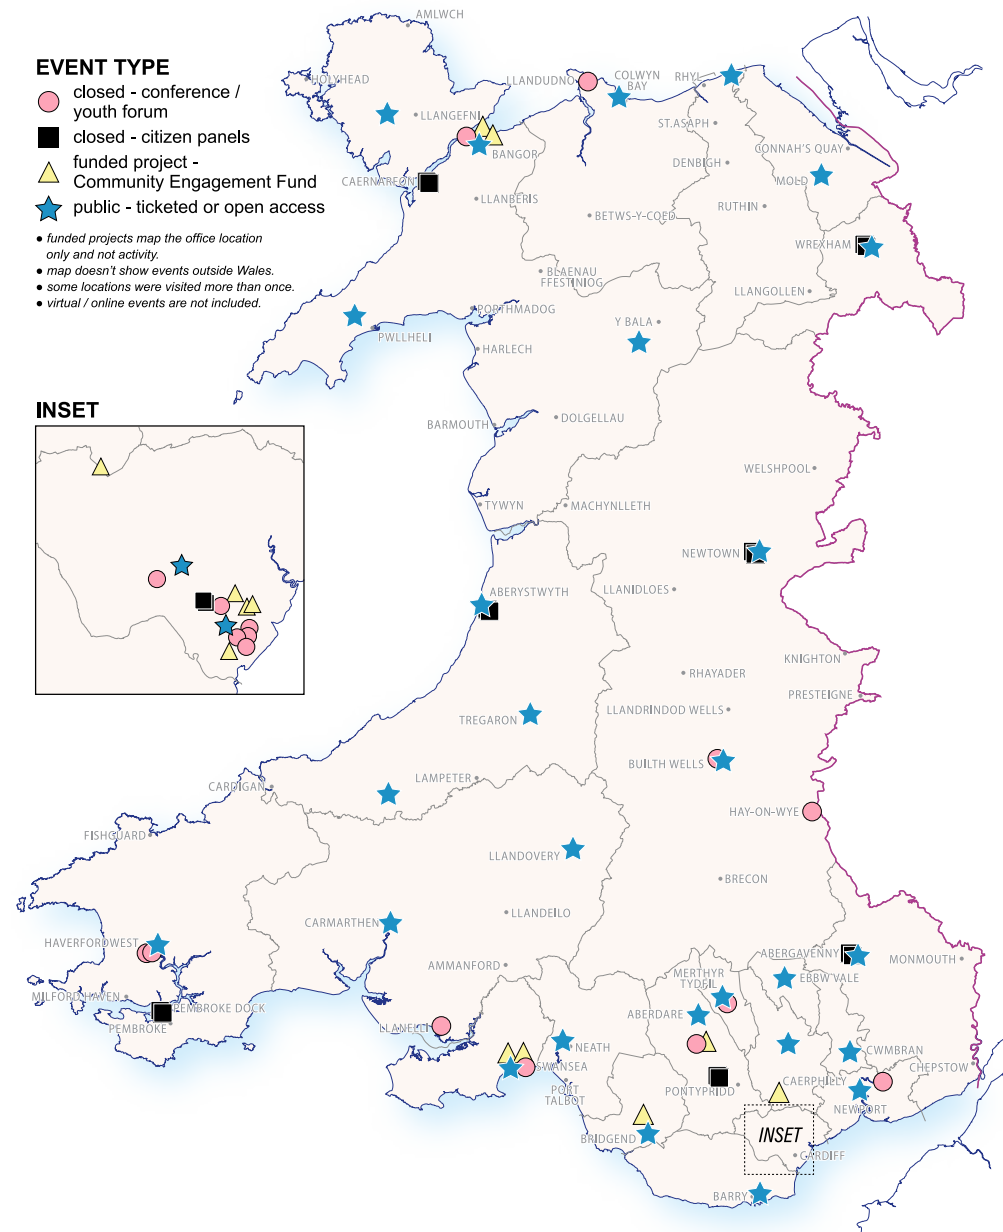 AMLWCH
EVENT TYPE
closed - conference /
youth forum
closed - citizen panels
funded project -
Community Engagement Fund
public - ticketed or open access
● funded projects map the office location
only and not activity.
● map doesn't show events outside Wales.
● some locations were visited more than once.
● virtual / online events are not included.
HOLYHEAD
LLANDUDNO
COLWYN
BAY
RHYL
LLANGEFNI
ST.ASAPH
BANGOR
CONNAH'S QUAY
DENBIGH
CAERNARFON
MOLD
LLANBERIS
RUTHIN
BETWS-Y-COED
WREXHAM
BLAENAU
FFESTINIOG
LLANGOLLEN
PORTHMADOG
Y BALA
PWLLHELI
HARLECH
INSET
BARMOUTH
DOLGELLAU
WELSHPOOL
TYWYN
MACHYNLLETH
NEWTOWN
ABERYSTWYTH
LLANIDLOES
KNIGHTON
RHAYADER
PRESTEIGNE
LLANDRINDOD WELLS
TREGARON
BUILTH WELLS
LAMPETER
CARDIGAN
HAY-ON-WYE
FISHGUARD
LLANDOVERY
BRECON
LLANDEILO
CARMARTHEN
HAVERFORDWEST
ABERGAVENNY
MONMOUTH
AMMANFORD
MERTHYR
TYDFIL
EBBW VALE
MILFORD HAVEN
PEMBROKE DOCK
ABERDARE
PEMBROKE
LLANELLI
NEATH
CWMBRAN
SWANSEA
CHEPSTOW
PORT
TALBOT
PONTYPRIDD
CAERPHILLY
NEWPORT
BRIDGEND
INSET
CARDIFF
BARRY